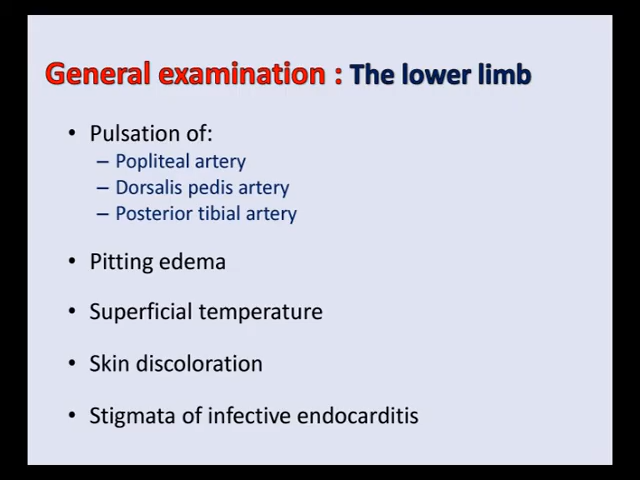 General examination : The lower limb
• Pulsation of:
– Popliteal artery
– Dorsalis pedis artery
– Posterior tibial artery
• Pitting edema
• Superficial temperature
• Skin discoloration
• Stigmata of infective endocarditis